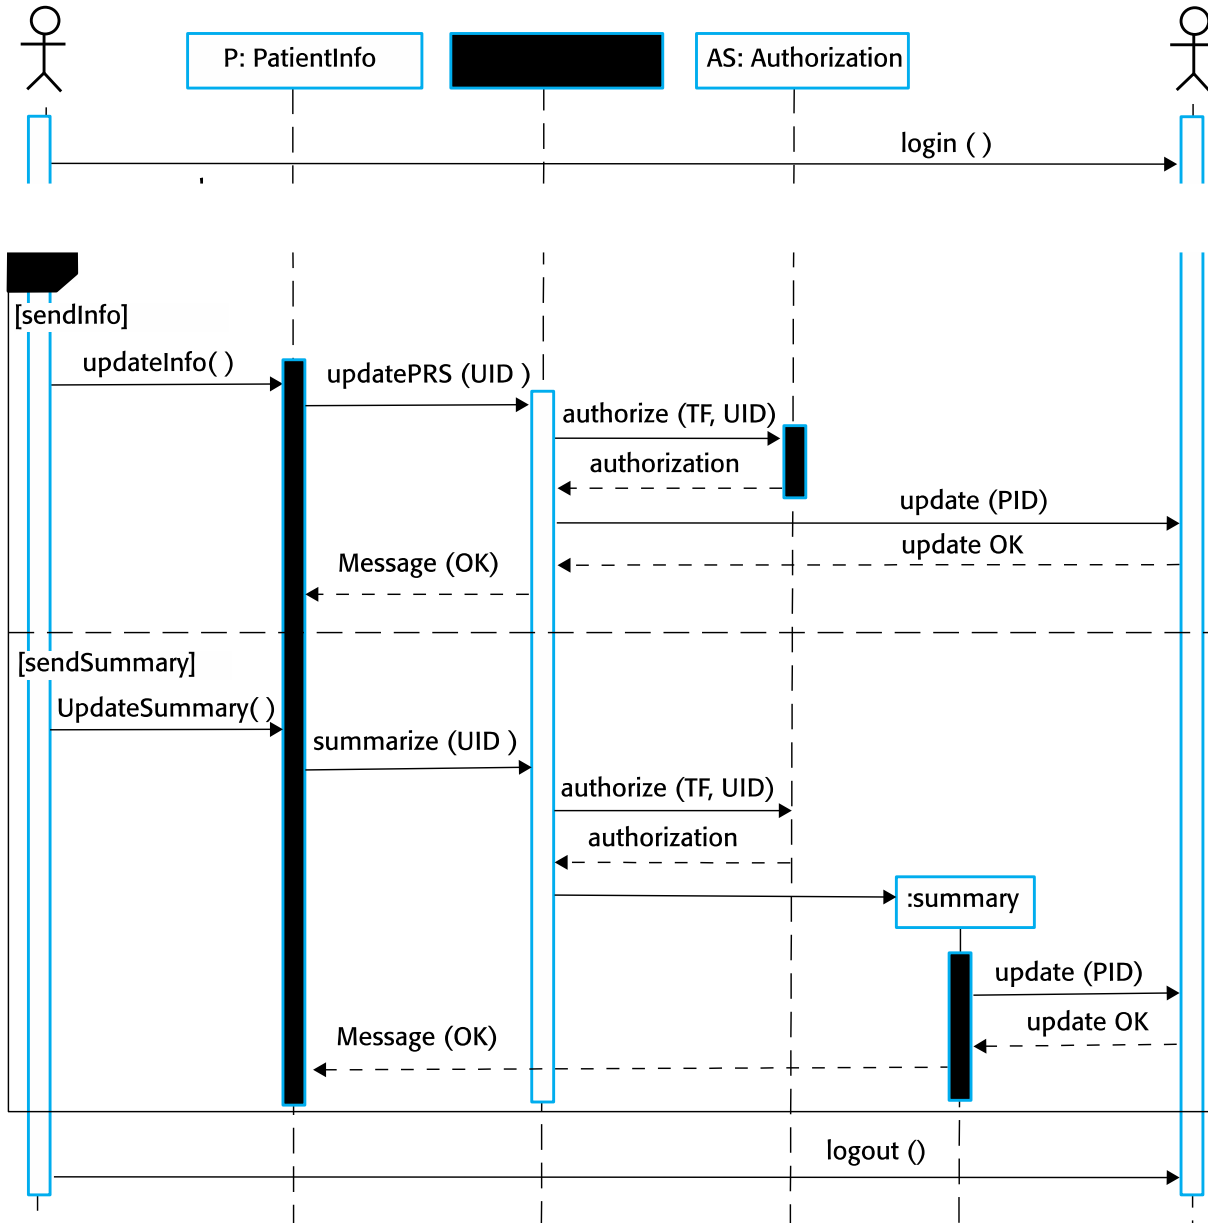 P: PatientInfo
AS: Authorization
login ( )
[sendInfo]
updateInfo( )
updatePRS (UID )
authorize (TF, UID)
authorization
update (PID)
update OK
Message (OK)
[sendSummary]
UpdateSummary( )
summarize (UID )
authorize (TF, UID)
authorization
:summary
update (PID)
update OK
Message (OK)
logout ()